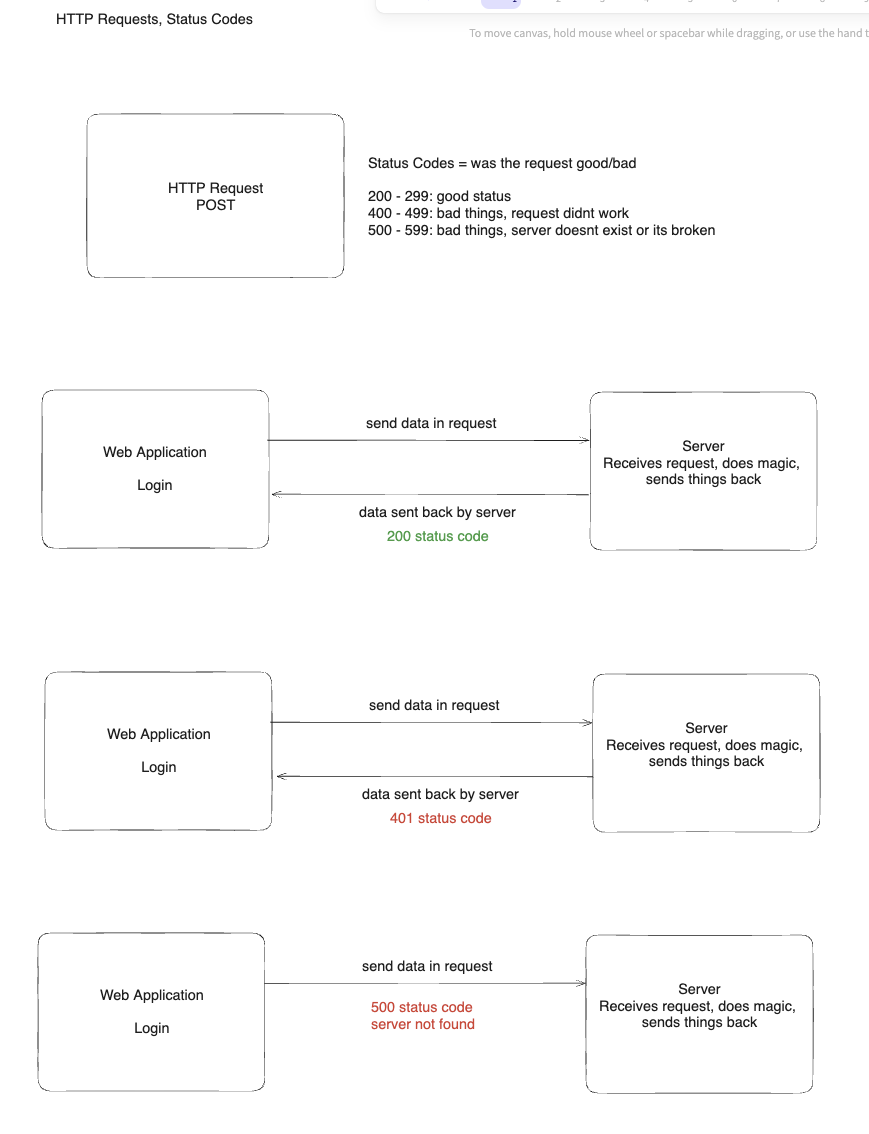 HTTP Requests, Status Codes
To move canvas, hold mouse wheel or spacebar while dragging, or use the hand
HTTP Request
POST
Status Codes = was the request good/bad
200 - 299: good status
400 - 499: bad things, request didnt work
500 - 599: bad things, server doesnt exist or its broken
send data in request
Web Application
Login
Server
Receives request, does magic,
sends things back
data sent back by server
200 status code
send data in request
Web Application
Login
Server
Receives request, does magic,
sends things back
data sent back by server
401 status code
send data in request
Web Application
Login
Server
Receives request, does magic,
sends things back
500 status code
server not found